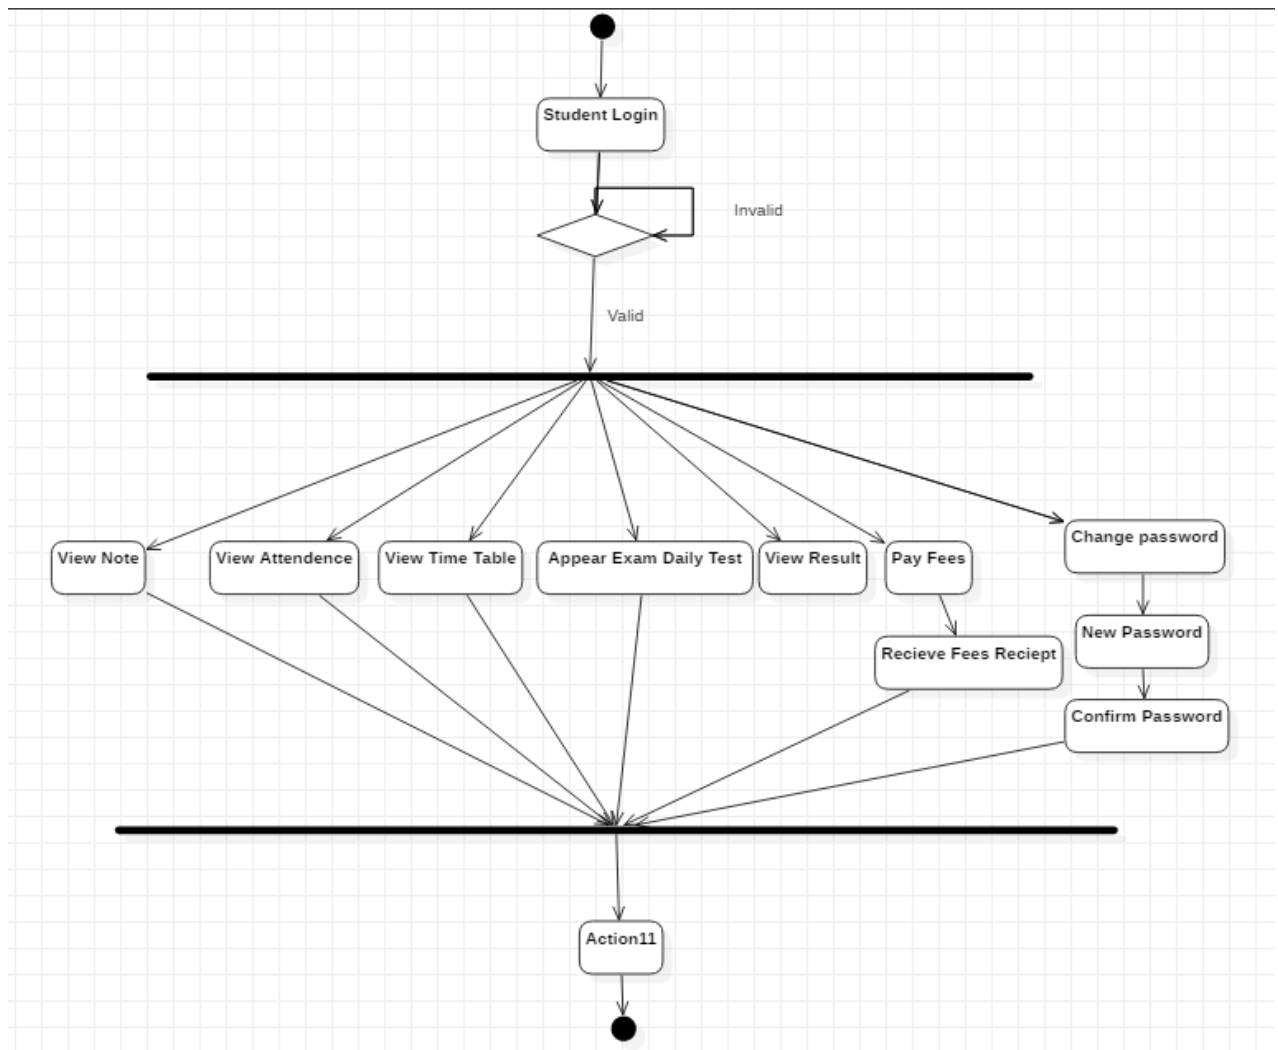 Student Login
Invalid
Valid
View Note
View Attendence
View Time Table
Appear Exam Daily Test
View Result
Pay Fees
Change password
New Password
Recieve Fees Reciept
Confirm Password
Action11